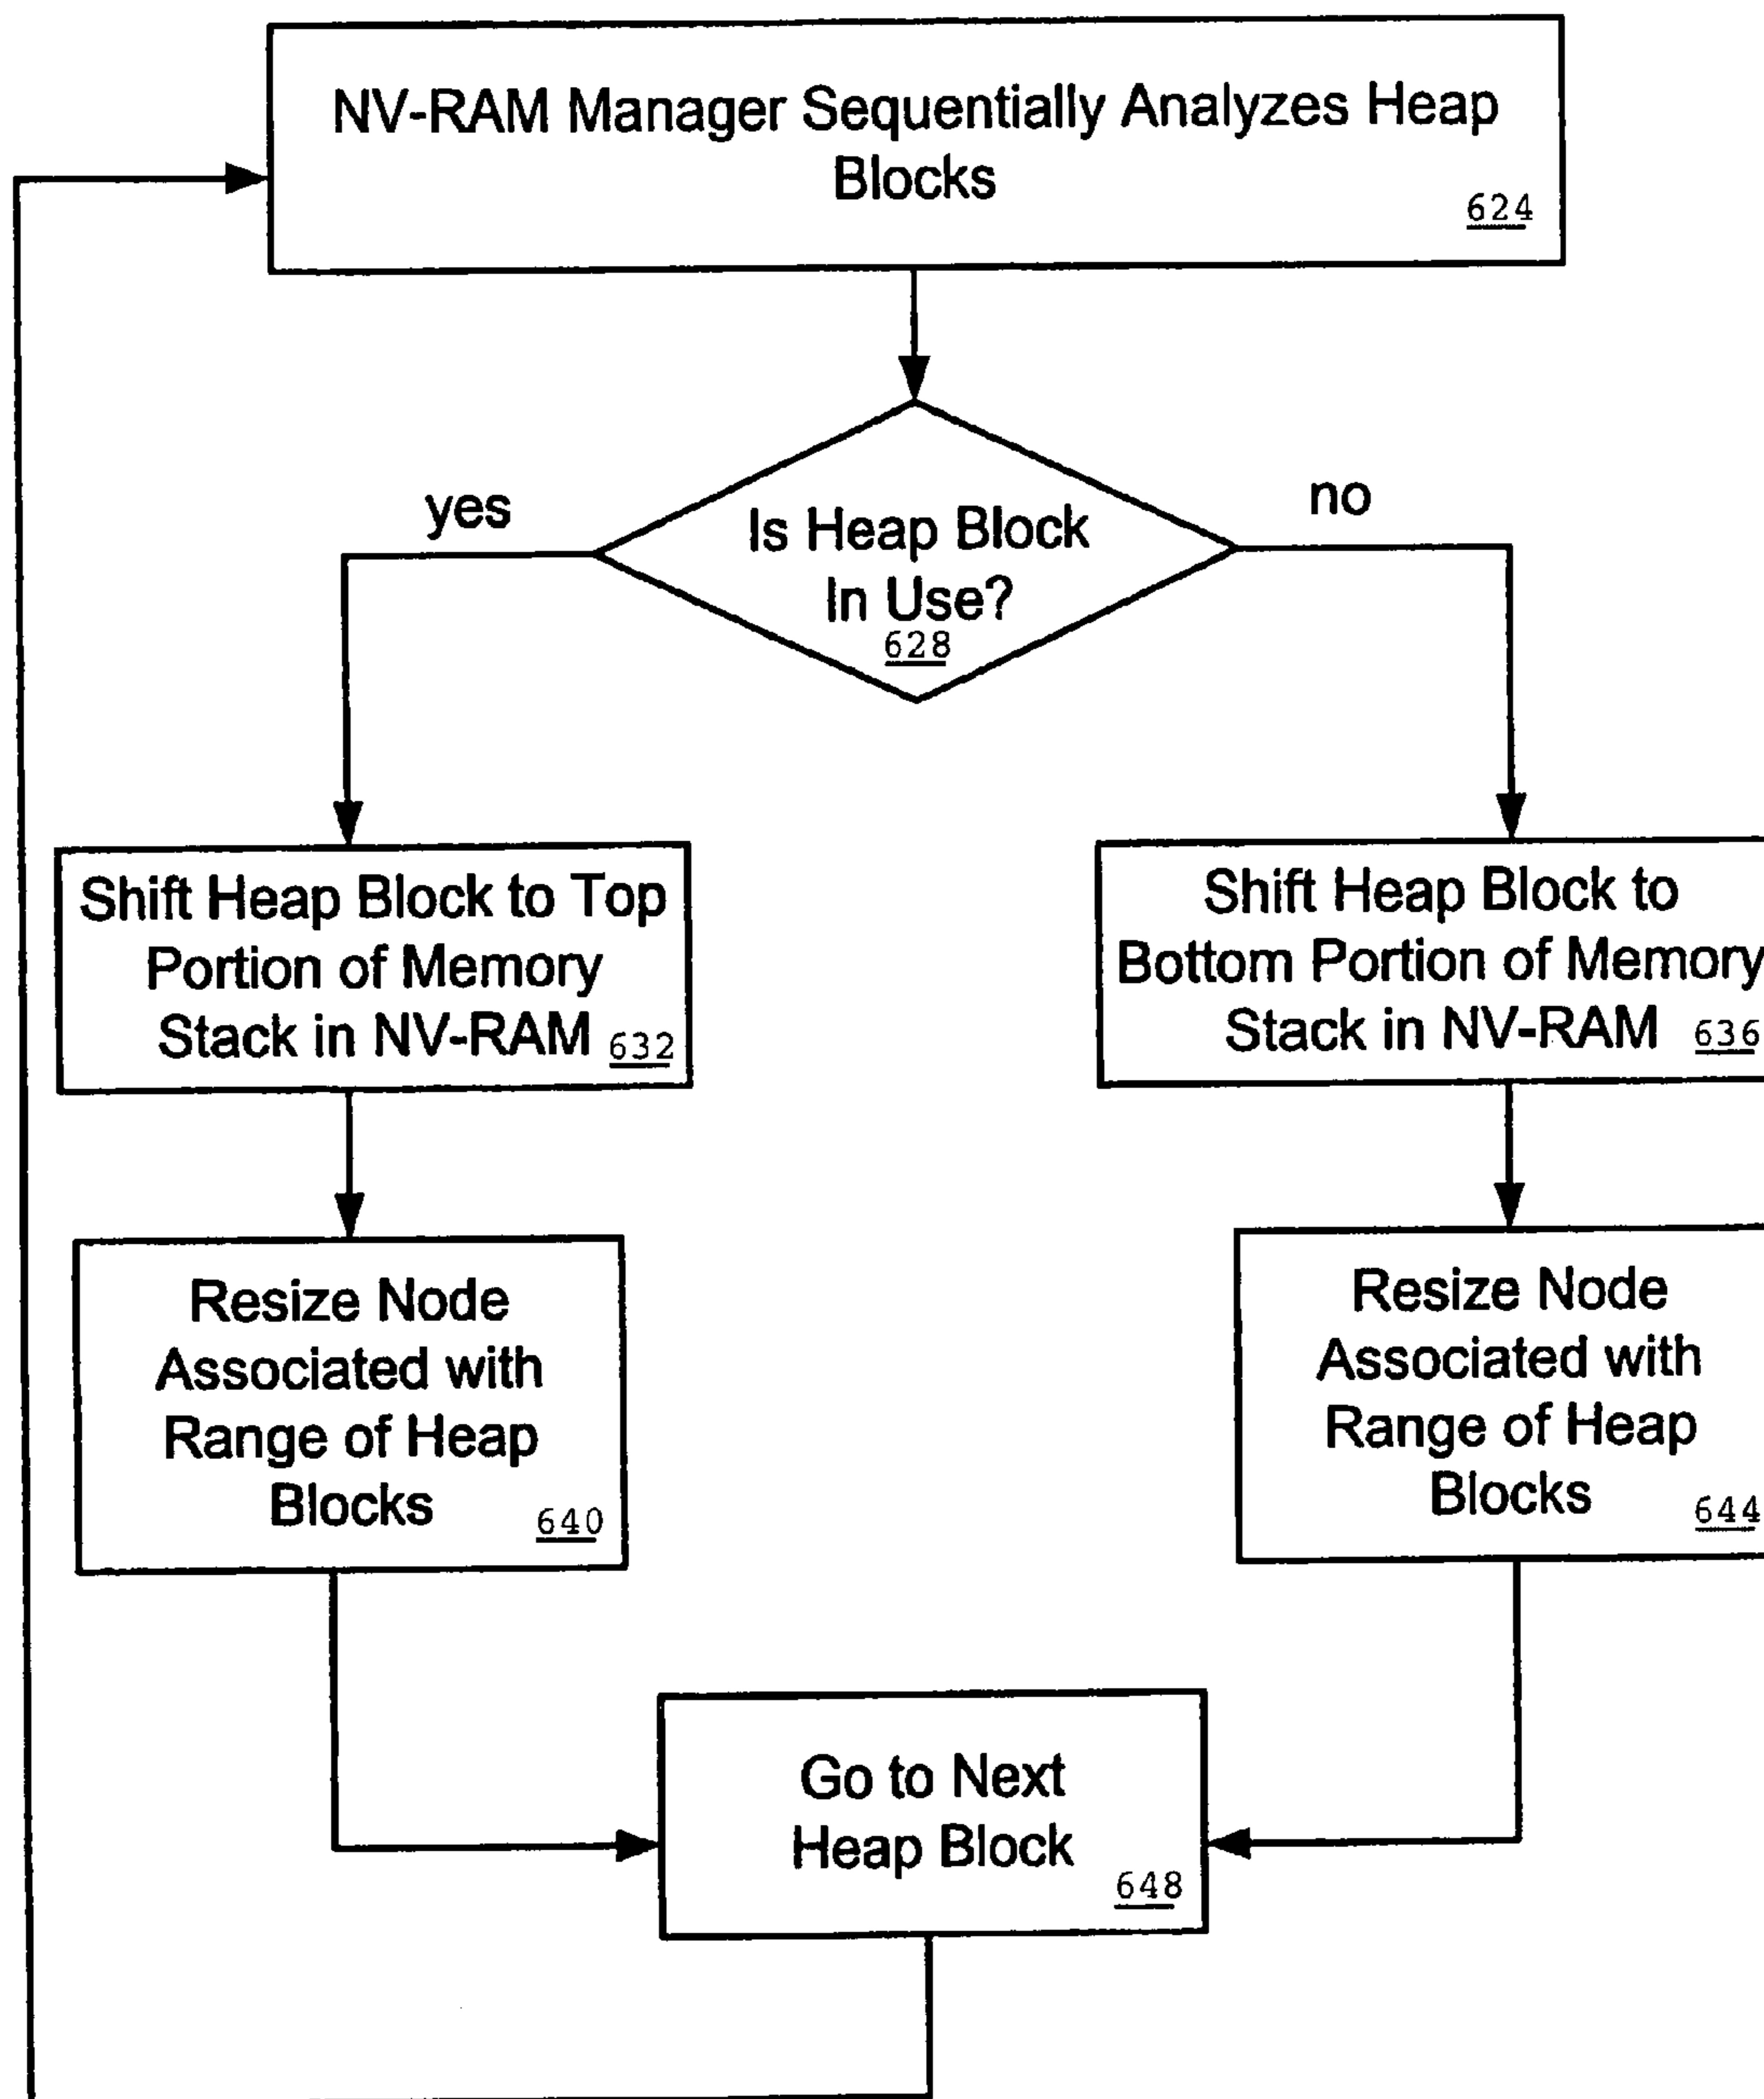 NV-RAM Manager Sequentially Analyzes Heap
Blocks
624
yes
no
Is Heap Block
In Use?
628
Shift Heap Block to Top
Portion of Memory
Stack in NV-RAM 632
Shift Heap Block to
Bottom Portion of Memory
Stack in NV-RAM 636
Resize Node
Associated with
Range of Heap
Blocks
640
Resize Node
Associated with
Range of Heap
Blocks
644
Go to Next
Heap Block
648